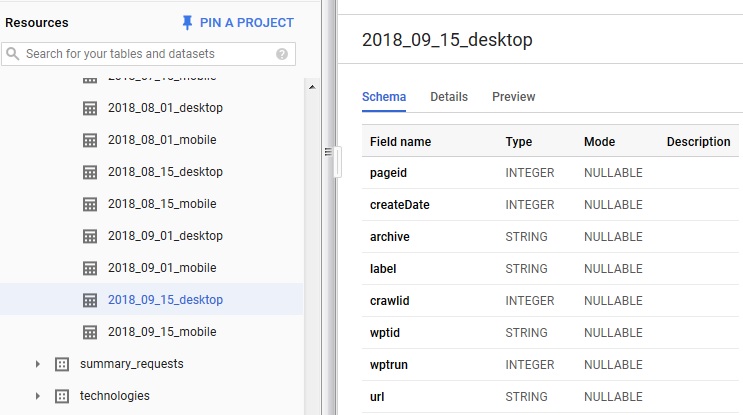 Resources
PIN A PROJECT
Search for your tables and datasets
?
2018_08_01_desktop
2018_08_01_mobile
2018_08_15_desktop
2018_08_15_mobile
2018_09_01_desktop
2018_09_01_mobile
2018_09_15_desktop
2018_09_15_mobile
summary_requests
technologies
2018_09_15_desktop
Schema Details Preview
Field name Type Mode Description
pageid INTEGER NULLABLE
createDate INTEGER NULLABLE
archive STRING NULLABLE
label STRING NULLABLE
crawlid INTEGER NULLABLE
wptid STRING NULLABLE
wptrun INTEGER NULLABLE
url STRING NULLABLE